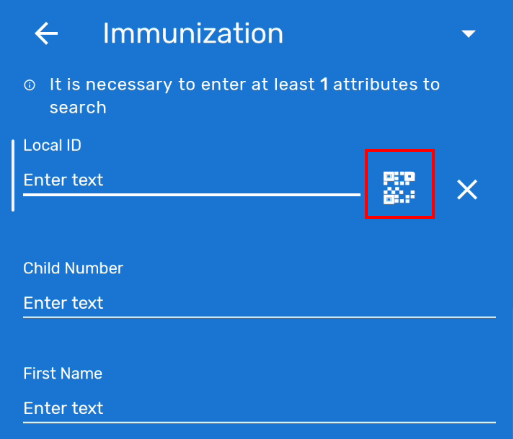 Immunization
It is necessary to enter at least 1 attributes to
search
Local ID
Enter text
Child Number
Enter text
First Name
Enter text